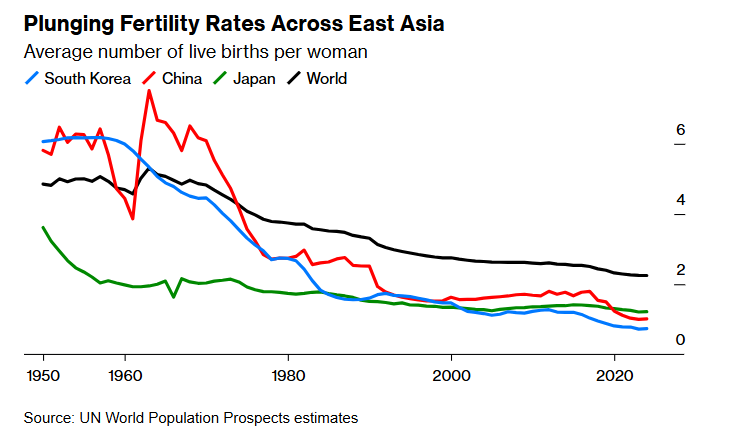 Plunging Fertility Rates Across East Asia
Average number of live births per woman
South Korea China Japan World
6
4
2
0
1950 1960 1980 2000 2020
Source: UN World Population Prospects estimates